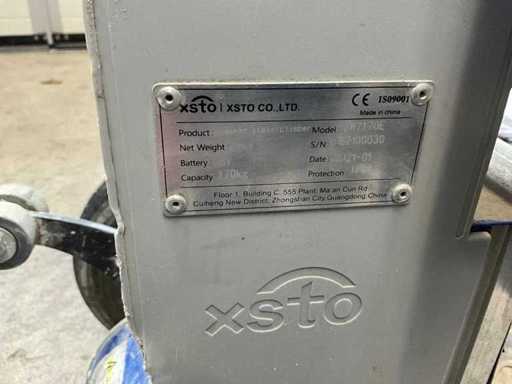 xsto | XSTO CO.,LTD.
CE ISO9001
Made in china
Product Model
Net Weight S/N
Battery Date
Capacity 170kg Protection
Floor 1, Building C, 555 Plant, Ma'an Cun Rd
Cuiheng New District, Zhongshan City, Guangdong, China
xsto